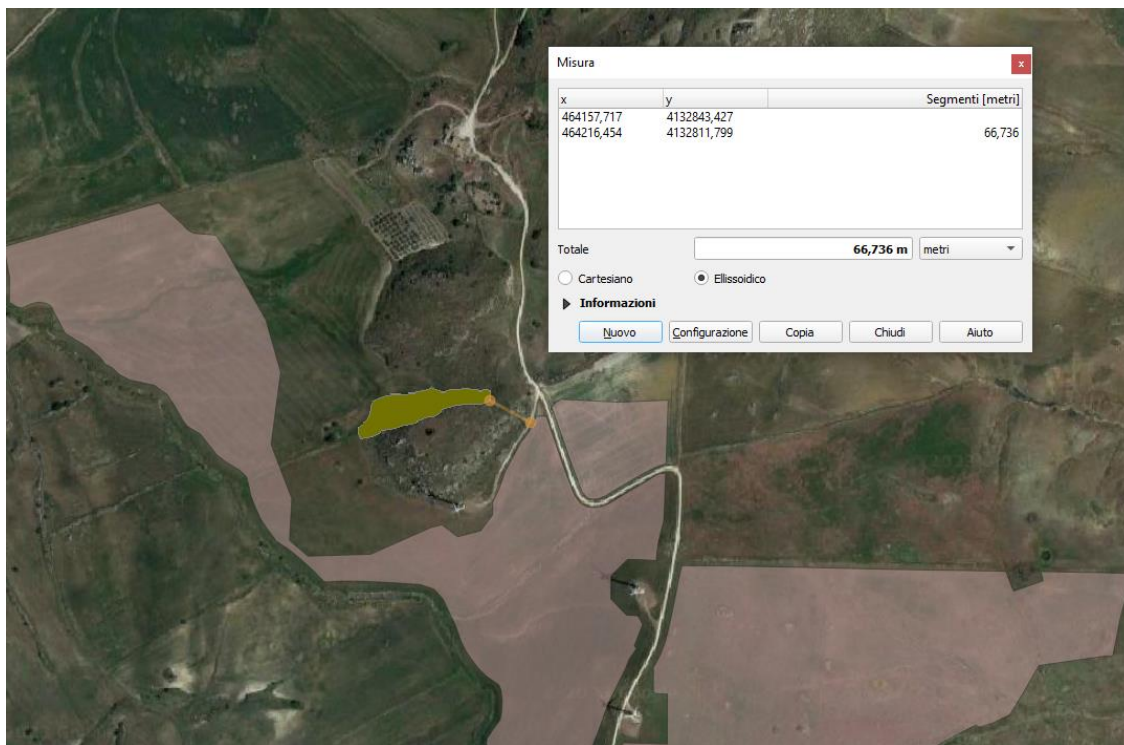 Misura
x
x y Segmenti [metri]
464157,717 4132843,427
464216,454 4132811,799 66,736
Totale 66,736 m metri
Cartesiano Ellissoidico
Informazioni
Nuovo Configurazione Copia Chiudi Aiuto